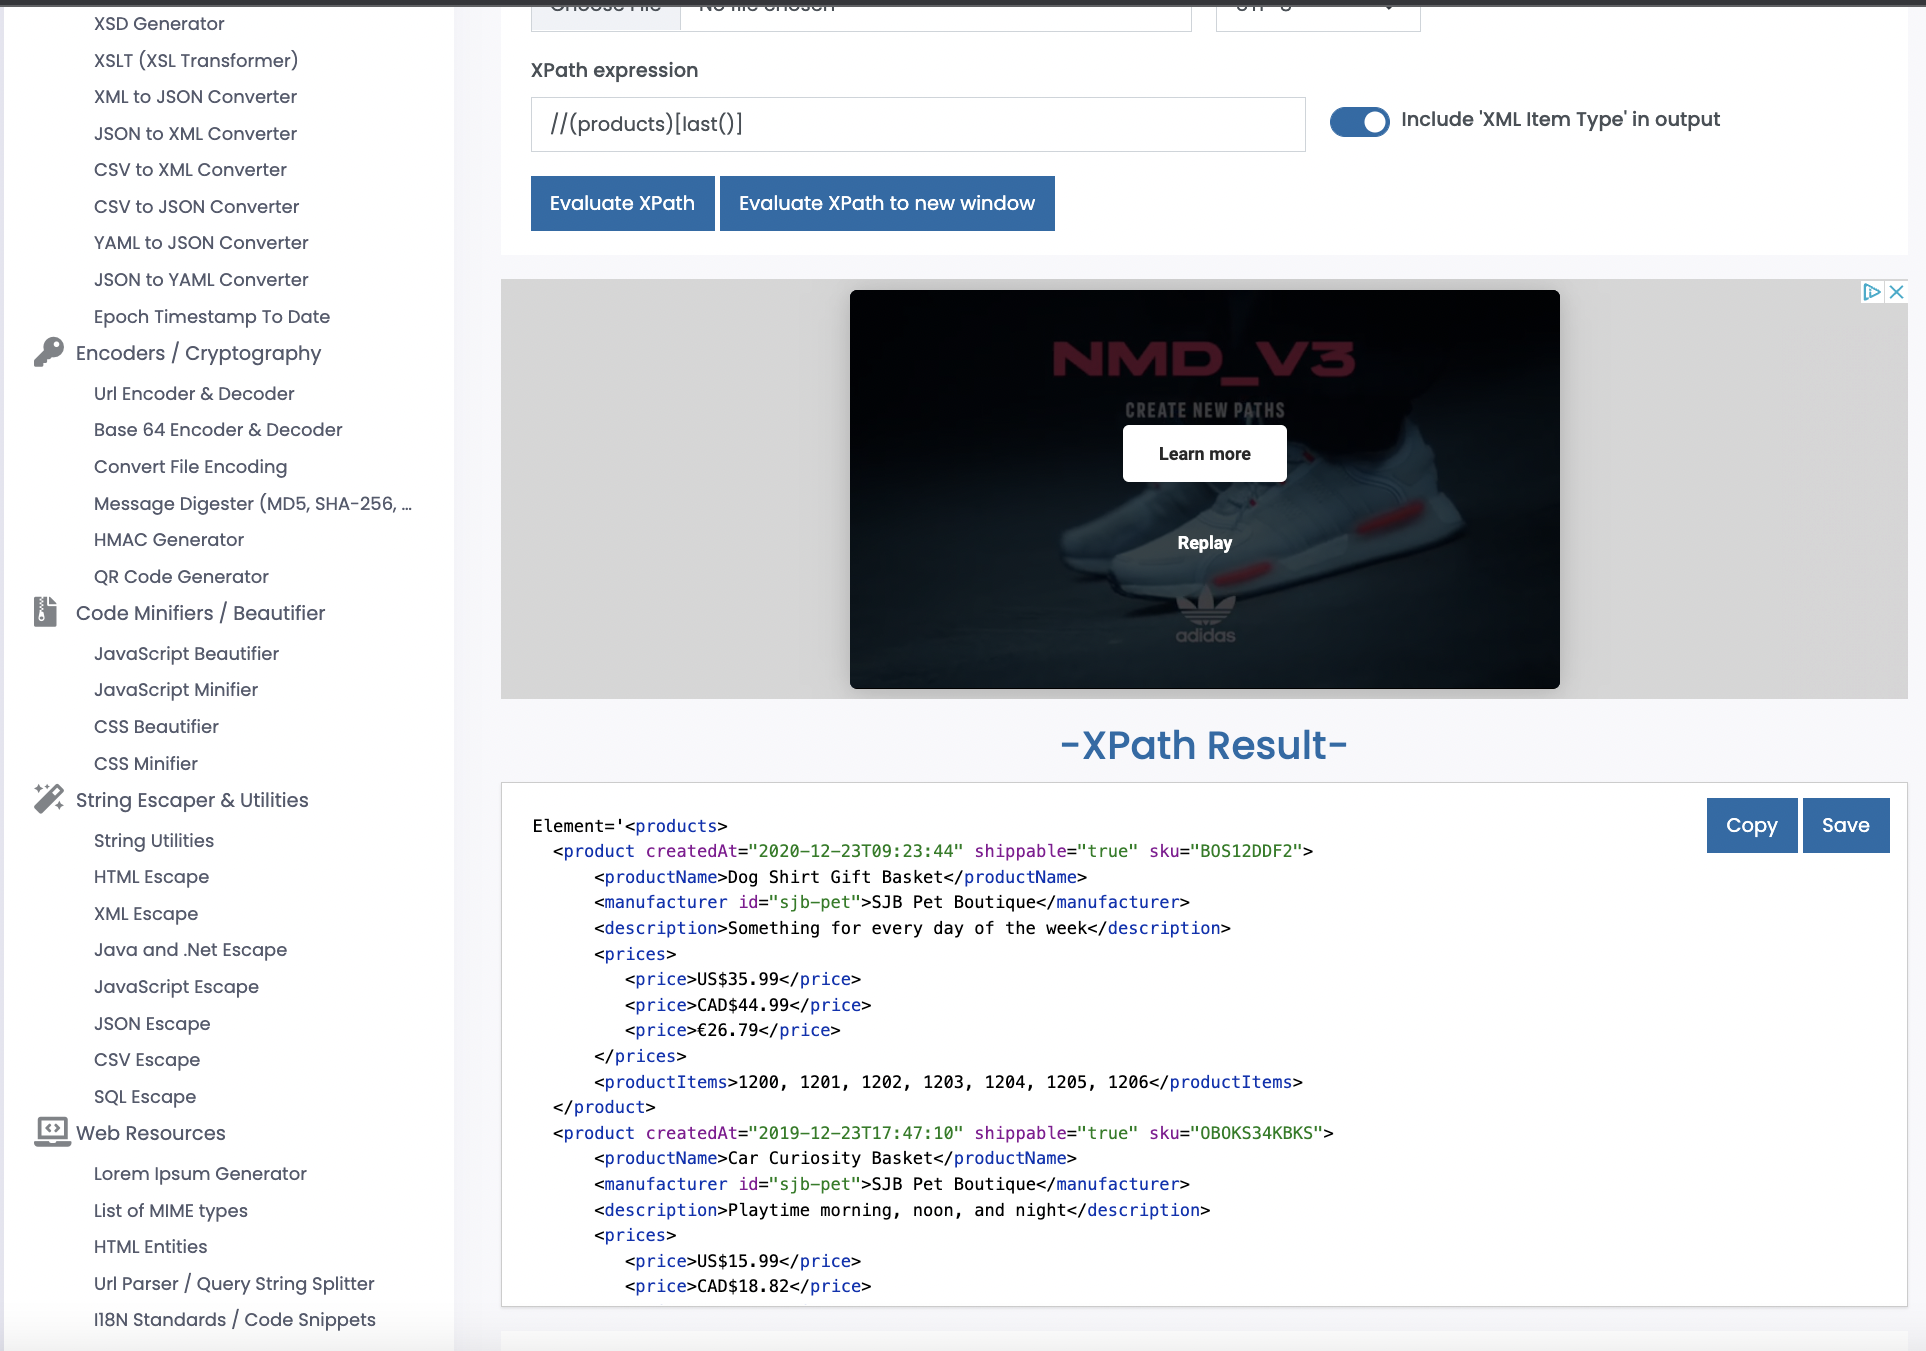 XSD Generator
XSLT (XSL Transformer)
XML to JSON Converter
JSON to XML Converter
CSV to XML Converter
CSV to JSON Converter
YAML to JSON Converter
JSON to YAML Converter
Epoch Timestamp To Date
Encoders / Cryptography
Url Encoder & Decoder
Base 64 Encoder & Decoder
Convert File Encoding
Message Digester (MD5, SHA-256, ...
HMAC Generator
QR Code Generator
Code Minifiers / Beautifier
JavaScript Beautifier
JavaScript Minifier
CSS Beautifier
CSS Minifier
String Escaper & Utilities
String Utilities
HTML Escape
XML Escape
Java and .Net Escape
JavaScript Escape
JSON Escape
CSV Escape
SQL Escape
Web Resources
Lorem Ipsum Generator
List of MIME types
HTML Entities
Url Parser / Query String Splitter
I18N Standards / Code Snippets
Choose File No file chosen
UTF-8
XPath expression
//(products)[last()]
Include 'XML Item Type' in output
Evaluate XPath
Evaluate XPath to new window
NMD_V3
CREATE NEW PATHS
Learn more
Replay
adidas
-XPath Result-
Copy
Save
Element='<products>
<product createdAt="2020-12-23T09:23:44" shippable="true" sku="BOS12DDF2">
<productName>Dog Shirt Gift Basket</productName>
<manufacturer id="sjb-pet">SJB Pet Boutique</manufacturer>
<description>Something for every day of the week</description>
<prices>
<price>US$35.99</price>
<price>CAD$44.99</price>
<price>€26.79</price>
</prices>
<productItems>1200, 1201, 1202, 1203, 1204, 1205, 1206</productItems>
</product>
<product createdAt="2019-12-23T17:47:10" shippable="true" sku="OBOKS34KBKS">
<productName>Car Curiosity Basket</productName>
<manufacturer id="sjb-pet">SJB Pet Boutique</manufacturer>
<description>Playtime morning, noon, and night</description>
<prices>
<price>US$15.99</price>
<price>CAD$18.82</price>